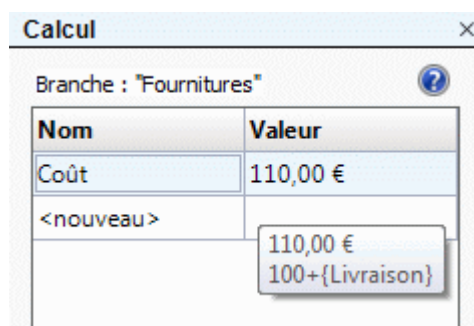 Calcul
Branche : "Fournitures"
Nom Valeur
Coût 110,00 €
<nouveau>
110,00 €
100+{Livraison}